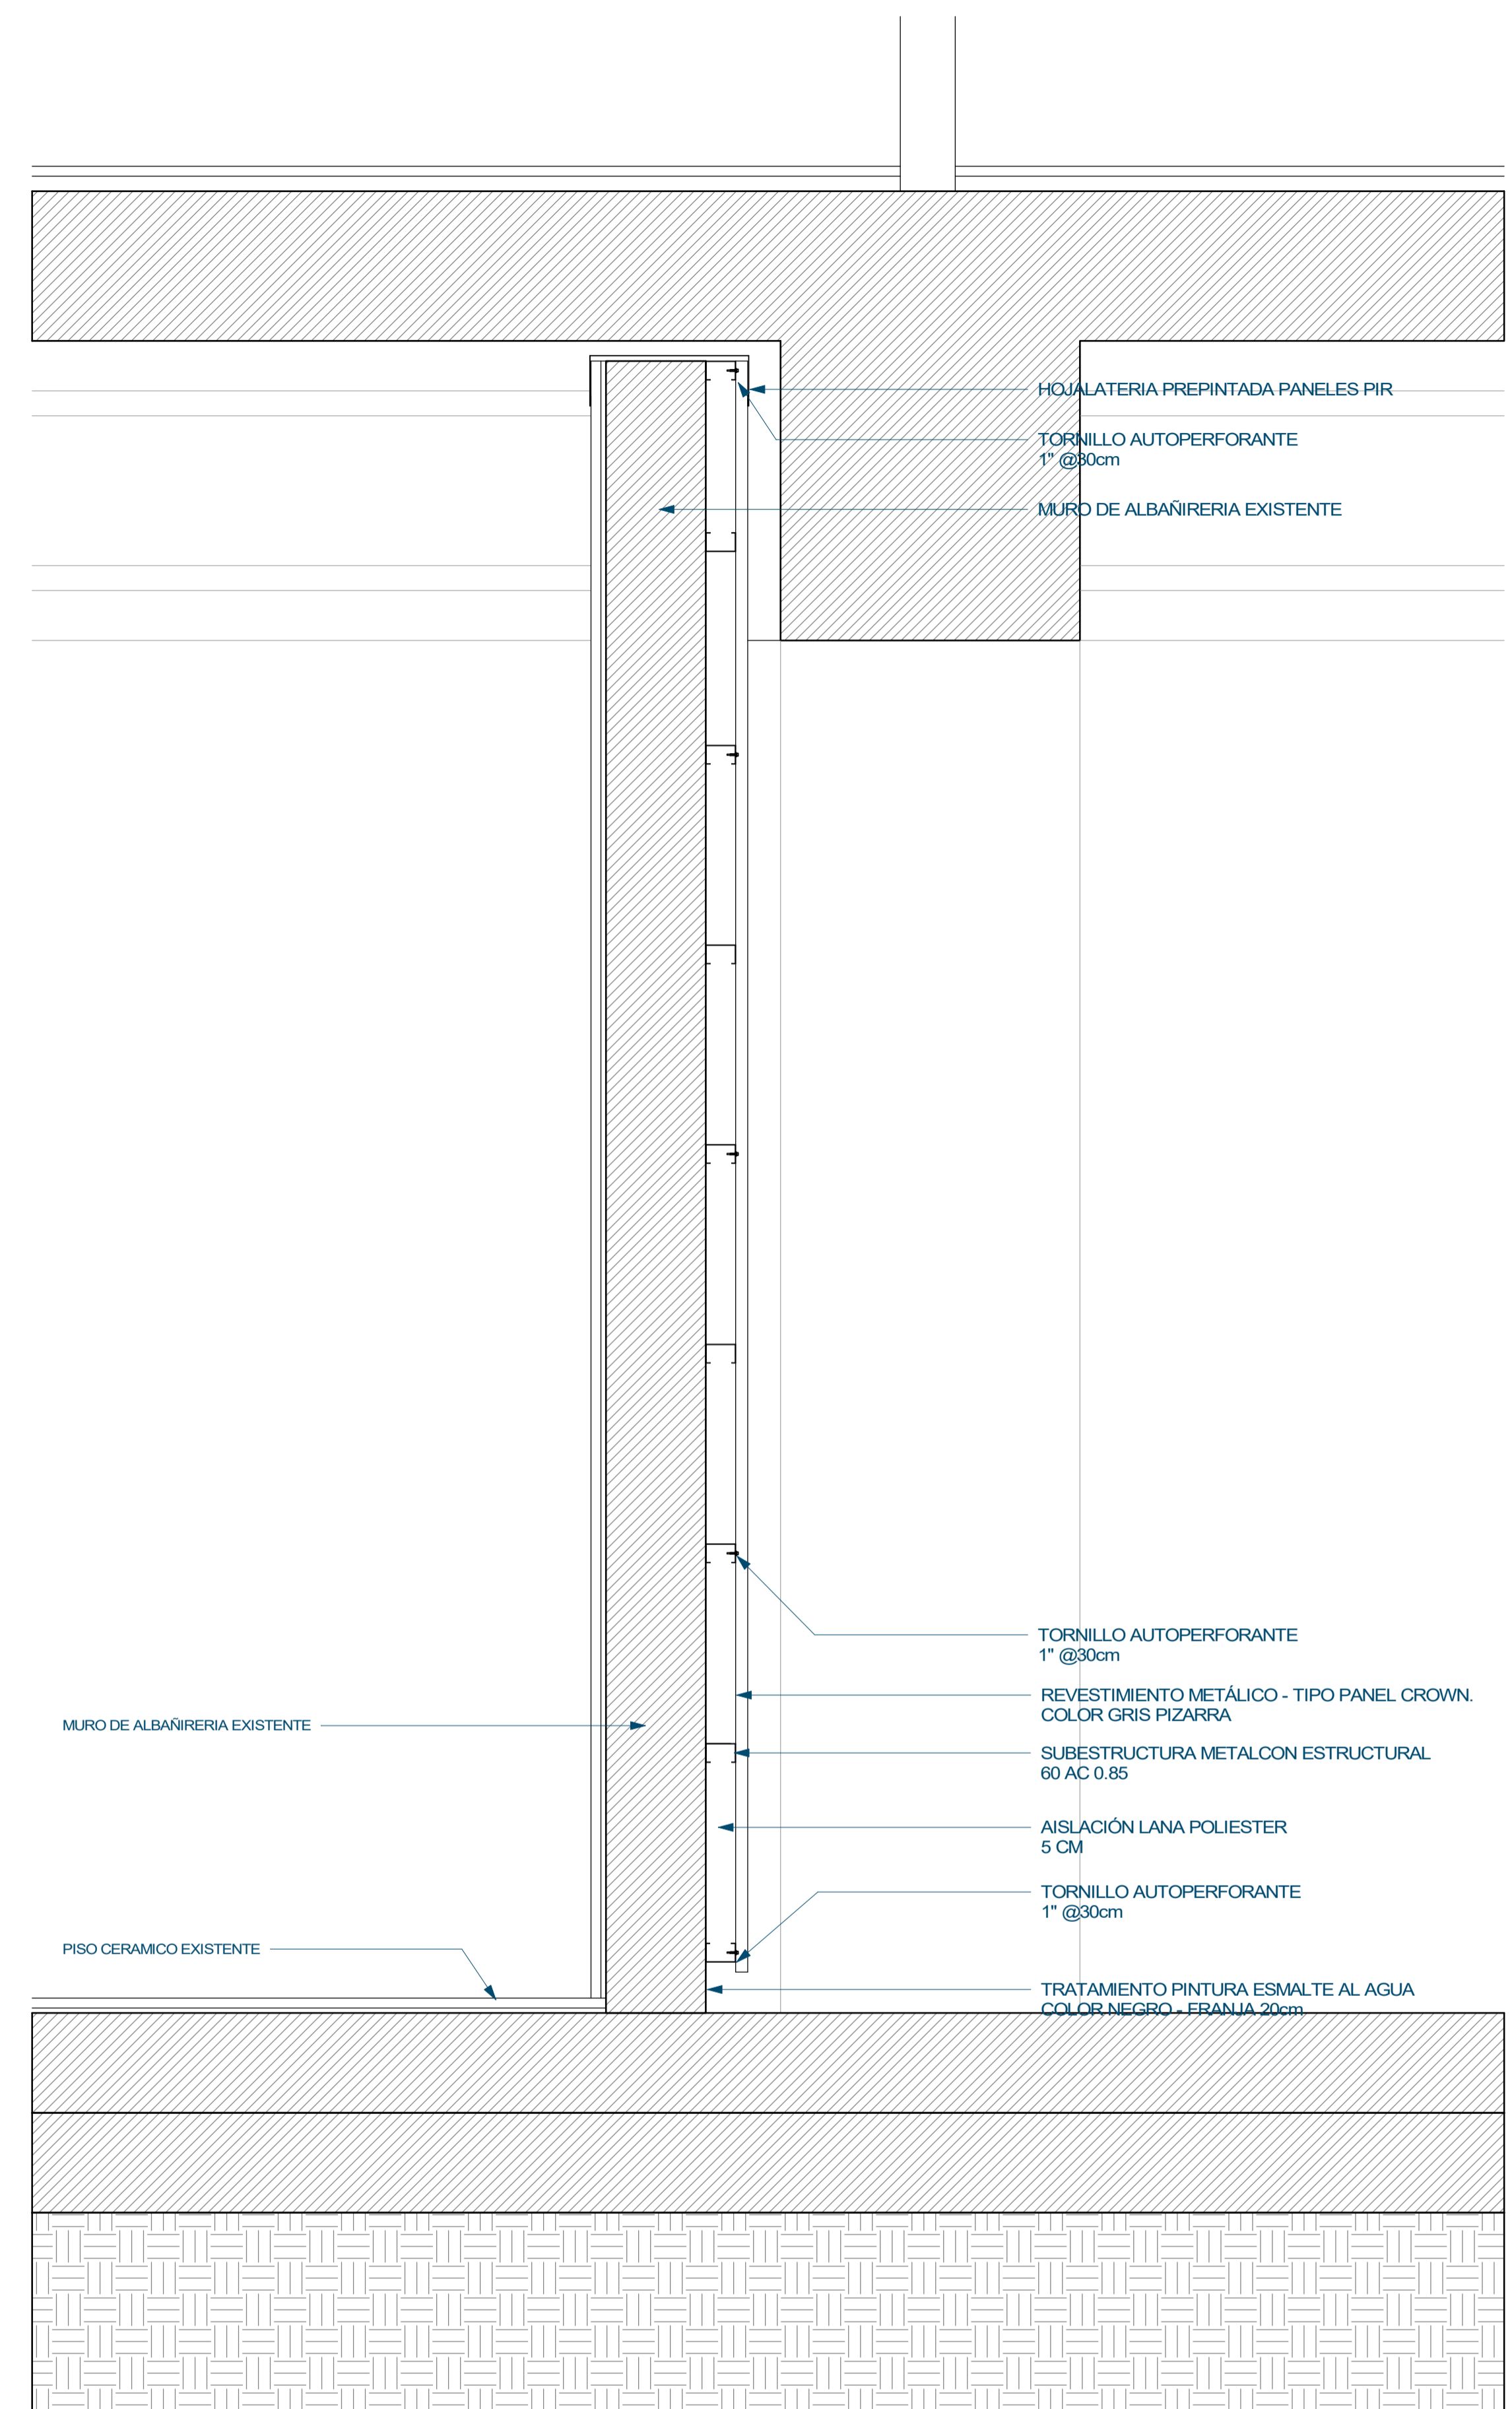 HOJALATERIA PREPINTADA PANELES PIR
TORNILLO AUTOPERFORANTE
1" @30cm
MURO DE ALBAÑIRERIA EXISTENTE
TORNILLO AUTOPERFORANTE
1" @30cm
REVESTIMIENTO METÁLICO - TIPO PANEL CROWN.
COLOR GRIS PIZARRA
MURO DE ALBAÑIRERIA EXISTENTE
SUBESTRUCTURA METALCON ESTRUCTURAL
60 AC 0.85
AISLACIÓN LANA POLIESTER
5 CM
TORNILLO AUTOPERFORANTE
1" @30cm
PISO CERAMICO EXISTENTE
TRATAMIENTO PINTURA ESMALTE AL AGUA
COLOR NEGRO - FRANJA 20cm